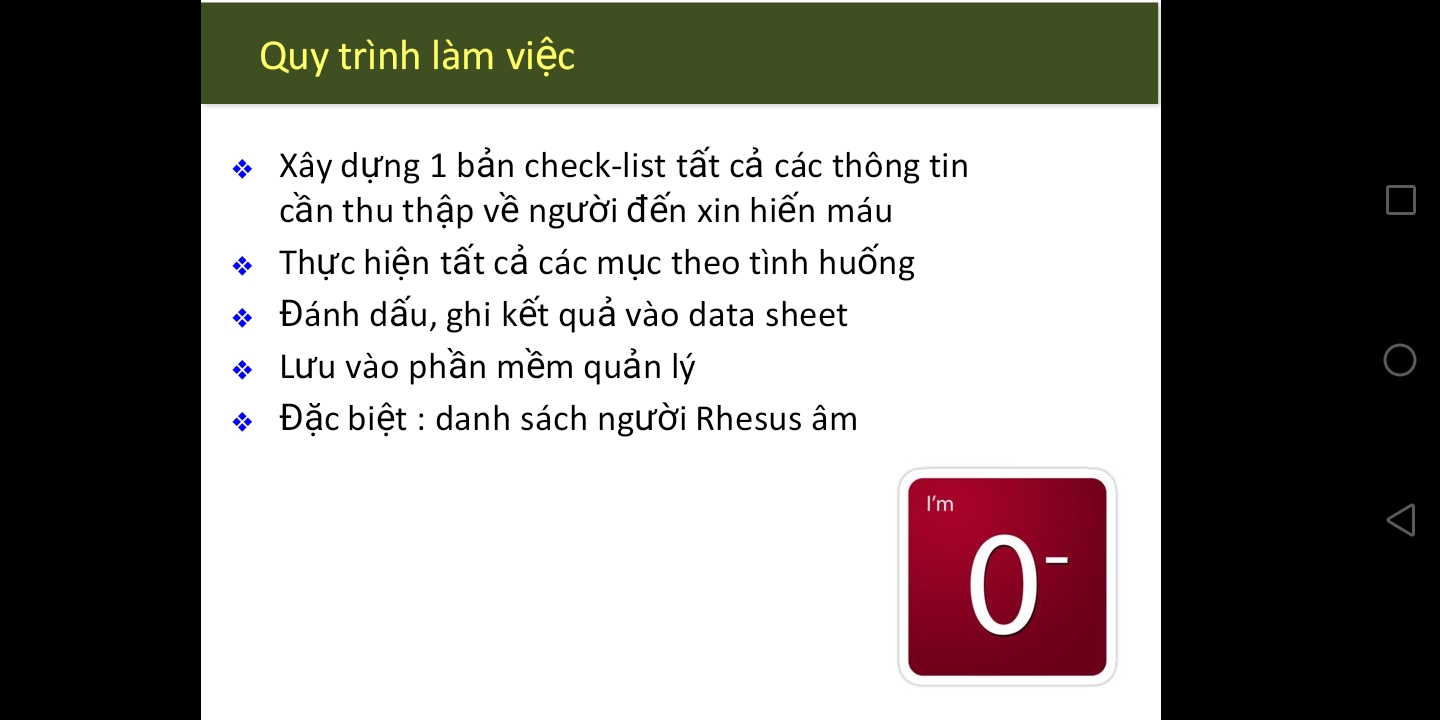 Quy trình làm việc
Xây dựng 1 bản check-list tất cả các thông tin
cần thu thập về người đến xin hiến máu
Thực hiện tất cả các mục theo tình huống
Đánh dấu, ghi kết quả vào data sheet
Lưu vào phần mềm quản lý
Đặc biệt : danh sách người Rhesus âm
I'm
O-